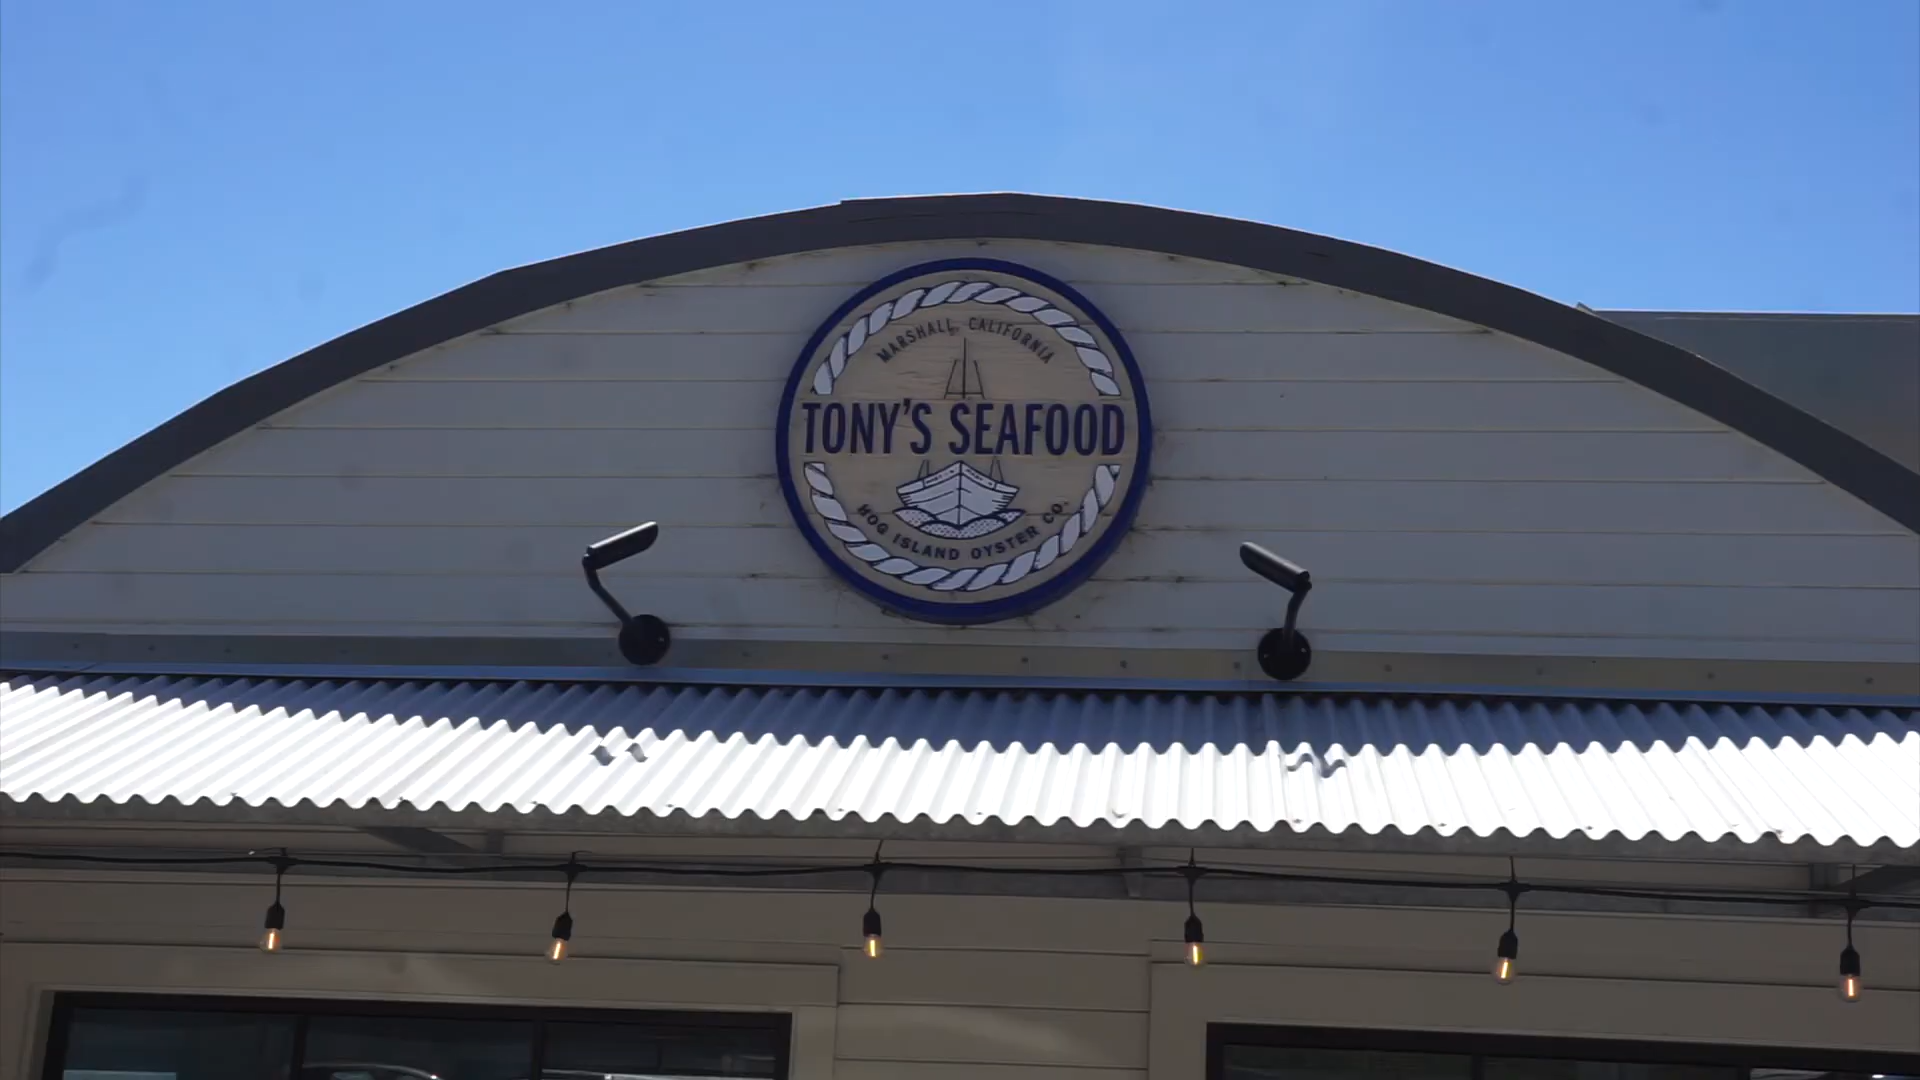 MARSHALL, CALIFORNIA
TONY'S SEAFOOD
HOG ISLAND OYSTER CO.